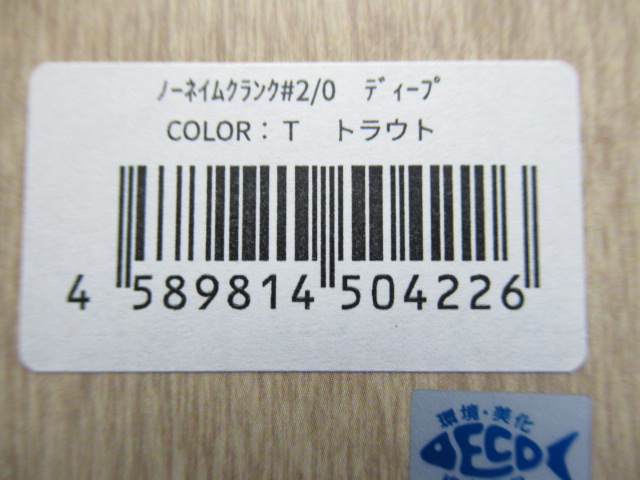 ﾉｰﾈｲﾑｸﾗﾝｸ#2/0　ﾃﾞｨｰﾌﾟ
COLOR：T　トラウト
4 589814 504226
環境・美化
ECO